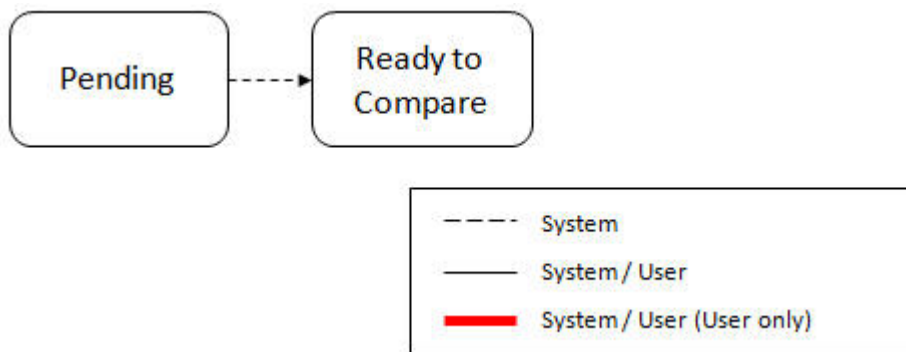 Pending
Ready to
Compare
System
System / User
System / User (User only)